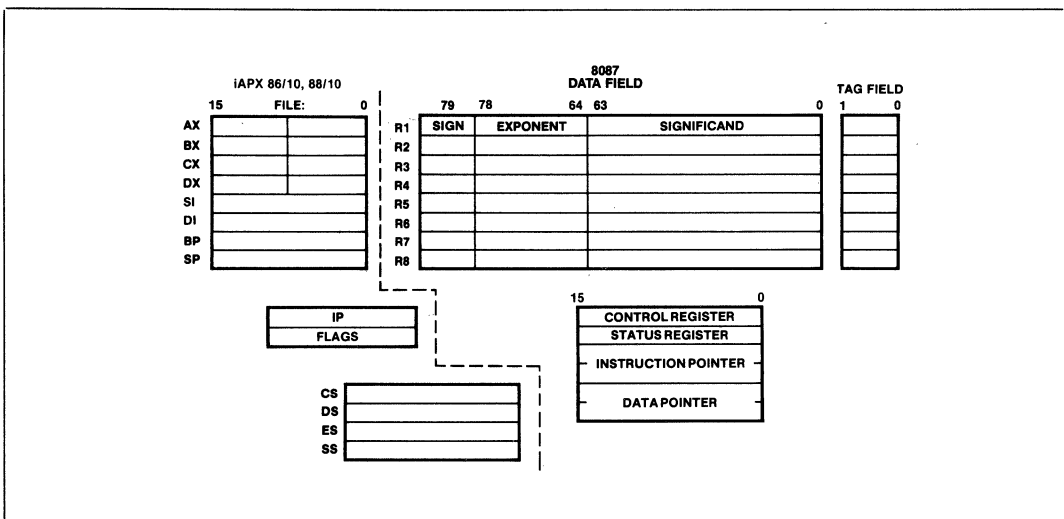 iAPX 86/10, 88/10
15 FILE: 0
AX
BX
CX
DX
SI
DI
BP
SP
IP
FLAGS
CS
DS
ES
SS
8087
DATA FIELD
79 78 64 63 0
R1 SIGN EXPONENT SIGNIFICAND
R2
R3
R4
R5
R6
R7
R8
TAG FIELD
1 0
15 0
CONTROL REGISTER
STATUS REGISTER
INSTRUCTION POINTER
DATA POINTER